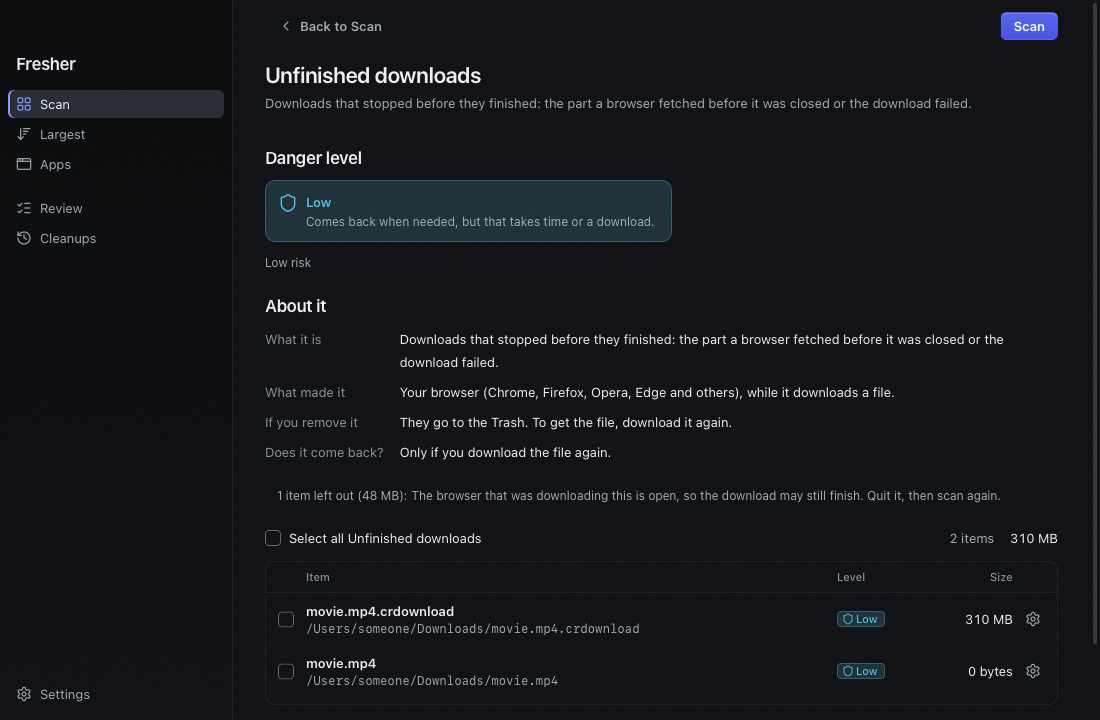 Back to Scan
Scan
Fresher
Scan
Largest
Apps
Review
Cleanups
Settings
Unfinished downloads
Downloads that stopped before they finished: the part a browser fetched before it was closed or the download failed.
Danger level
Low
Comes back when needed, but that takes time or a download.
Low risk
About it
What it is
Downloads that stopped before they finished: the part a browser fetched before it was closed or the
download failed.
What made it
Your browser (Chrome, Firefox, Opera, Edge and others), while it downloads a file.
If you remove it
They go to the Trash. To get the file, download it again.
Does it come back?
Only if you download the file again.
1 item left out (48 MB): The browser that was downloading this is open, so the download may still finish. Quit it, then scan again.
Select all Unfinished downloads
2 items
310 MB
Item
Level
Size
movie.mp4.crdownload
/Users/someone/Downloads/movie.mp4.crdownload
Low
310 MB
movie.mp4
/Users/someone/Downloads/movie.mp4
Low
0 bytes